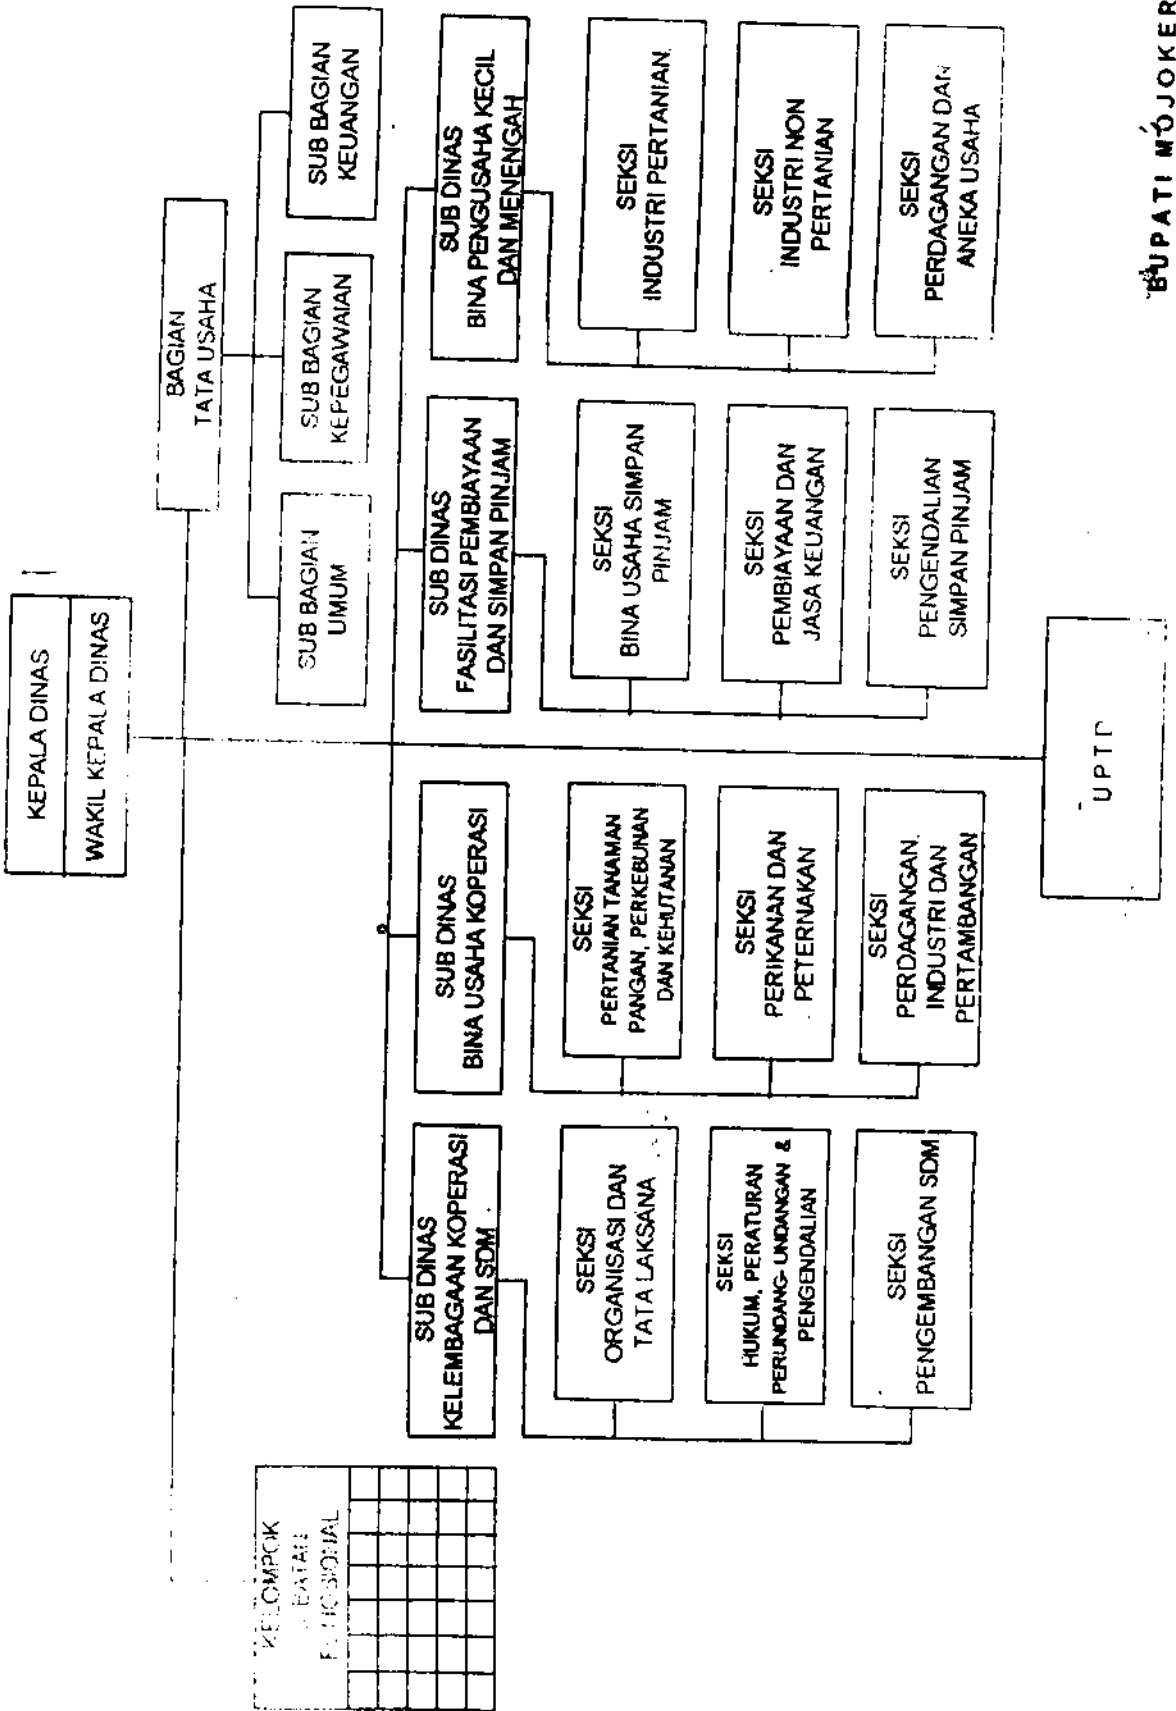 KEPALA DINAS
WAKIL KEPALA DINAS
BAGIAN
TATA USAHA
SUB BAGIAN
UMUM
SUB BAGIAN
KEPEGAWAIAN
SUB BAGIAN
KEUANGAN
KELOMPOK
SUB DINAS
KELEMBAGAAN KOPERASI
DAN SDM
SEKSI
ORGANISASI DAN
TATA LAKSANA
SEKSI
HUKUM, PERATURAN
PERUNDANG- UNDANGAN &
PENGENDALIAN
SEKSI
PENGEMBANGAN SDM
SUB DINAS
BINA USAHA KOPERASI
SEKSI
PERTANIAN TANAMAN
PANGAN, PERKEBUNAN
DAN KEHUTANAN
SEKSI
PERIKANAN DAN
PETERNAKAN
SEKSI
PERDAGANGAN
INDUSTRI DAN
PERTAMBANGAN
SUB DINAS
FASILITASI PEMBIAYAAN
DAN SIMPAN PINJAM
SEKSI
BINA USAHA SIMPAN
PINJAM
SEKSI
PEMBIAYAAN DAN
JASA KEUANGAN
SEKSI
PENGENDALIAN
SIMPAN PINJAM
SUB DINAS
BINA PENGUSAHA KECIL
DAN MENENGAH
SEKSI
INDUSTRI PERTANIAN
SEKSI
INDUSTRI NON
PERTANIAN
SEKSI
PERDAGANGAN DAN
ANEKA USAHA
UPTD
BUPATI MOJOKER